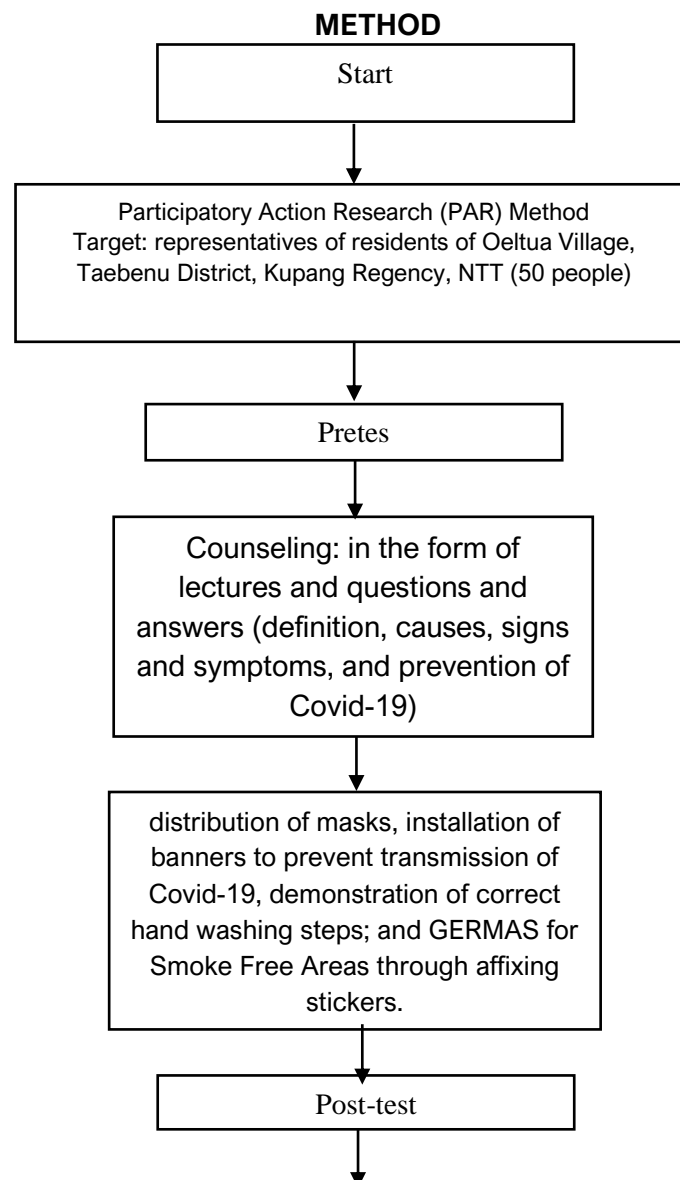 METHOD
Start
Participatory Action Research (PAR) Method
Target: representatives of residents of Oeltua Village,
Taebenu District, Kupang Regency, NTT (50 people)
Pretes
Counseling: in the form of
lectures and questions and
answers (definition, causes, signs
and symptoms, and prevention of
Covid-19)
distribution of masks, installation of
banners to prevent transmission of
Covid-19, demonstration of correct
hand washing steps; and GERMAS for
Smoke Free Areas through affixing
stickers.
Post-test